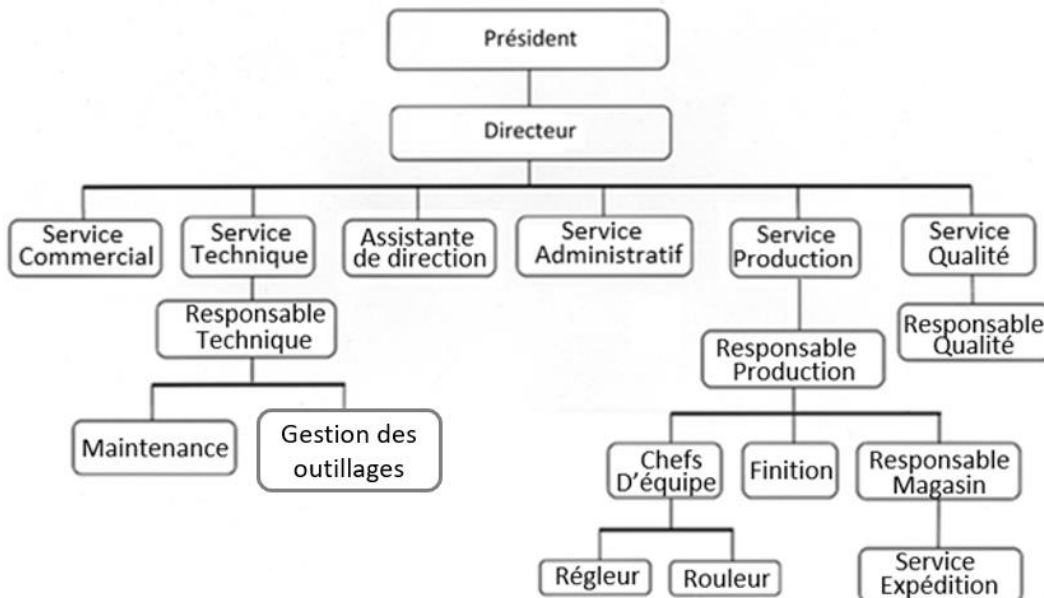 Président
Directeur
Service
Commercial
Service
Technique
Assistante
de direction
Service
Administratif
Service
Production
Service
Qualité
Responsable
Technique
Responsable
Production
Responsable
Qualité
Maintenance
Gestion des
outillages
Chefs
D'équipe
Finition
Responsable
Magasin
Régleur
Rouleur
Service
Expédition